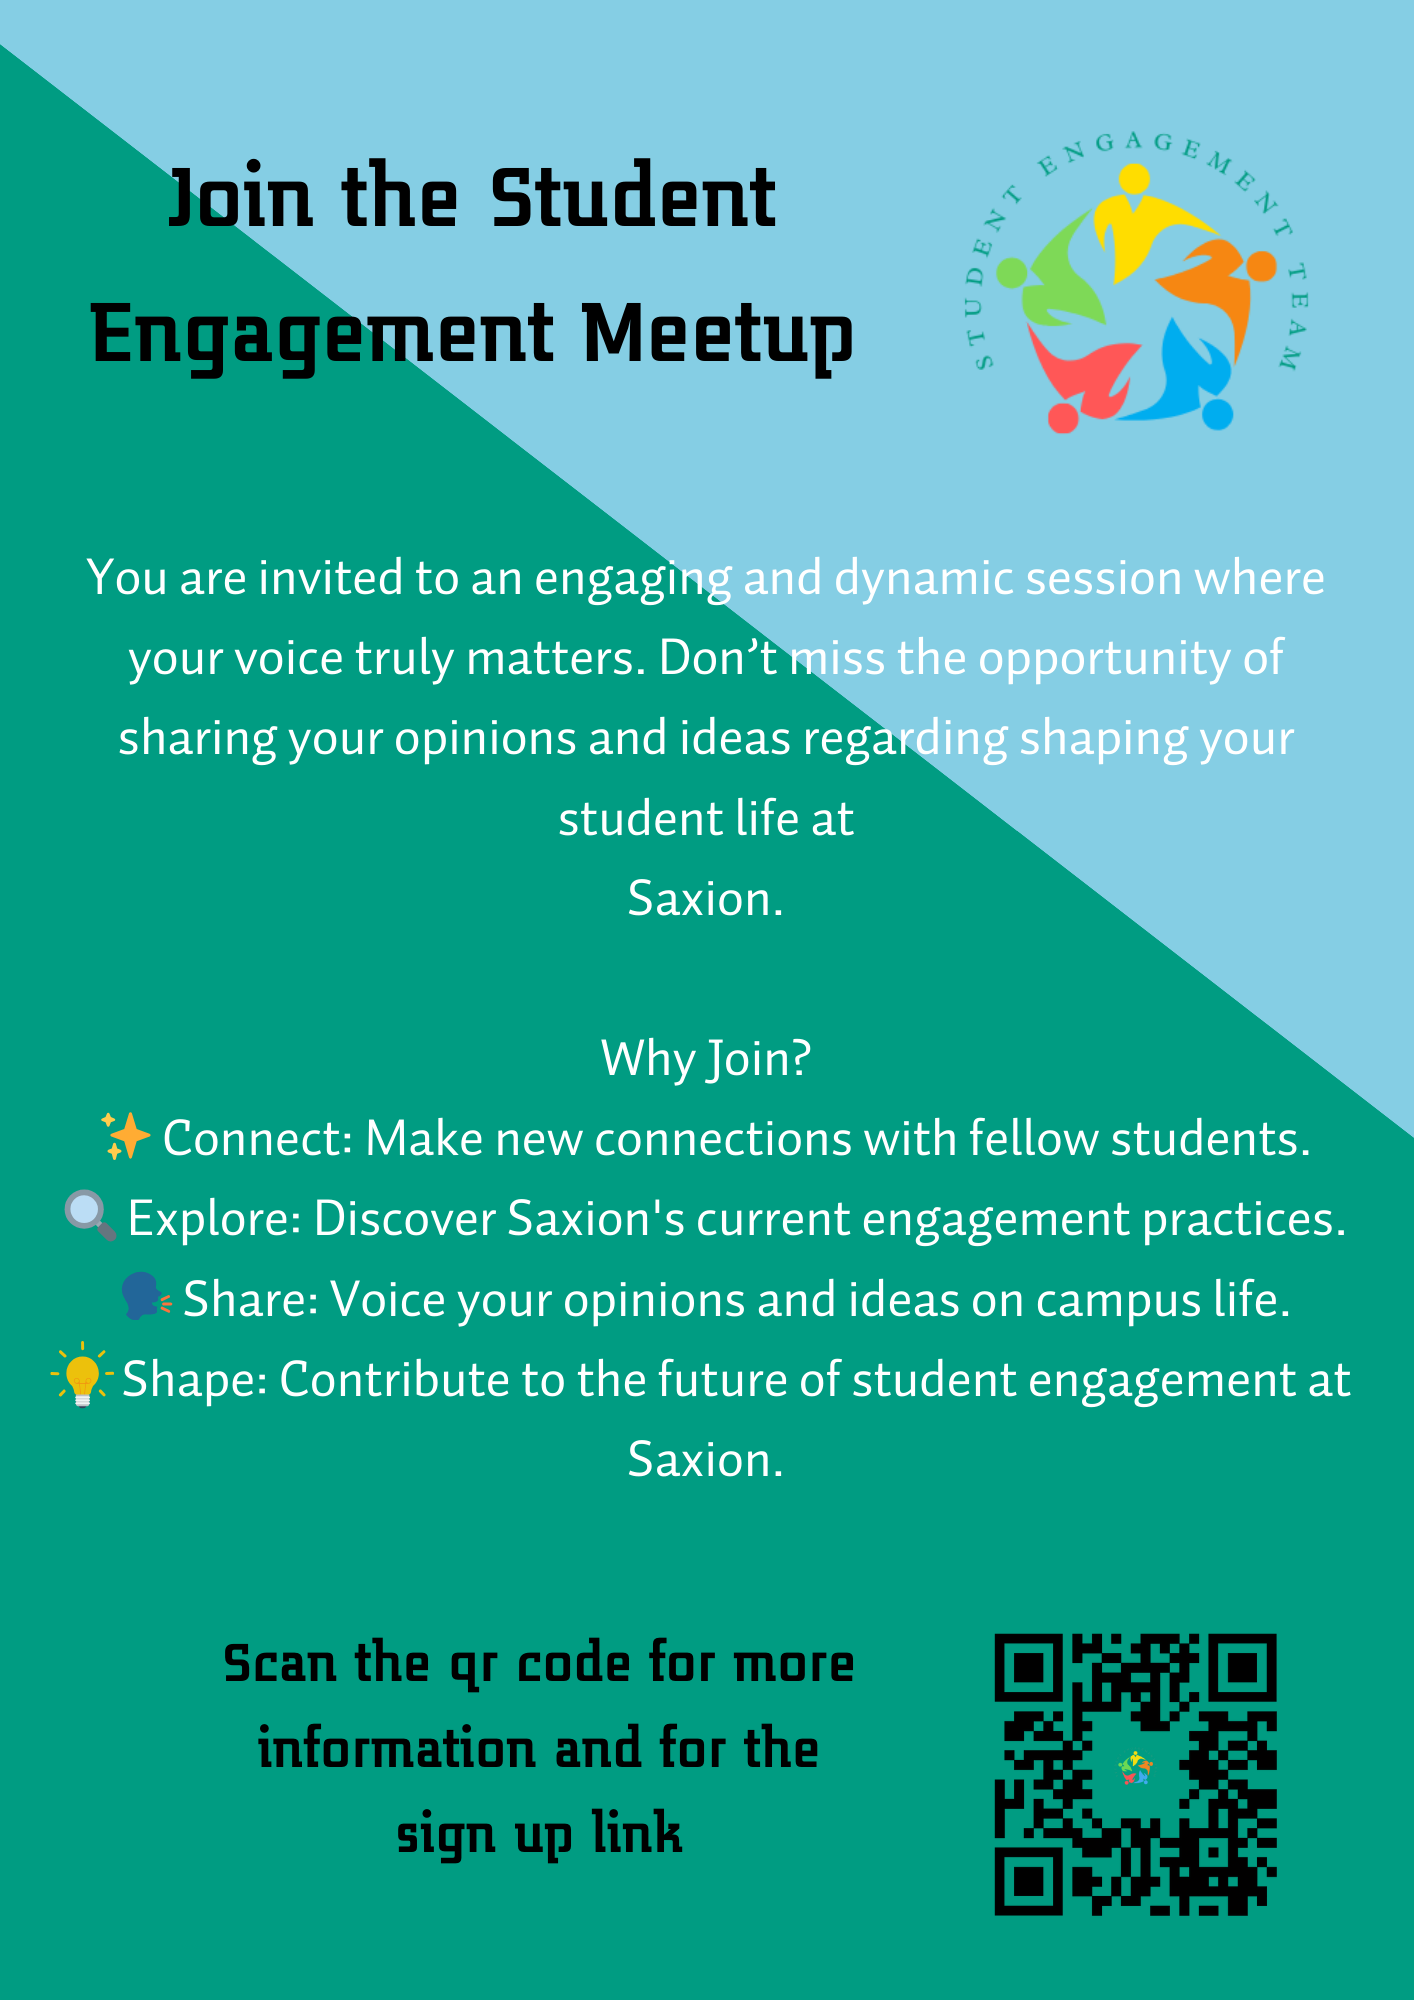 Join the Student
Engagement Meetup
STUDENT ENGAGEMENT TEAM
You are invited to an engaging and dynamic session where
your voice truly matters. Don’t miss the opportunity of
sharing your opinions and ideas regarding shaping your
student life at
Saxion.
Why Join?
✨ Connect: Make new connections with fellow students.
🔍 Explore: Discover Saxion's current engagement practices.
🗣 Share: Voice your opinions and ideas on campus life.
💡 Shape: Contribute to the future of student engagement at
Saxion.
Scan the qr code for more
information and for the
sign up link